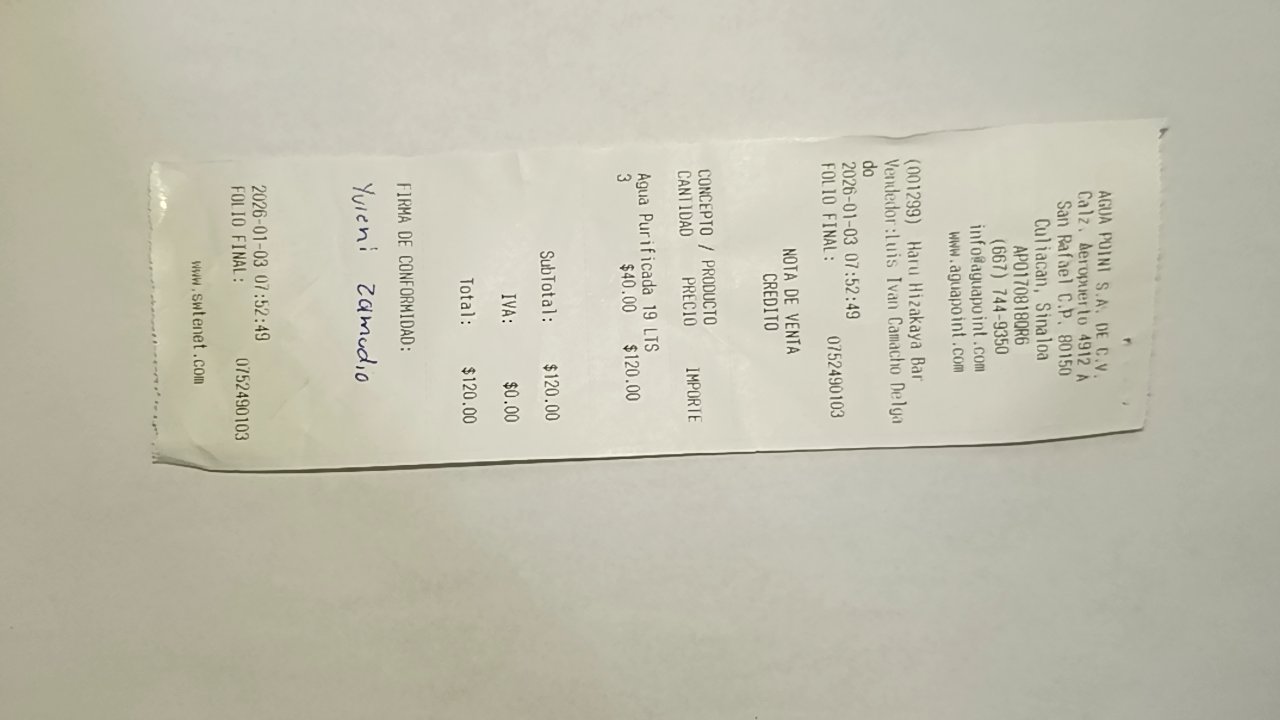 AGUA POINT S.A. DE C.V.
Calz. Aeropuerto 4912 A
San Rafael C.P. 80150
Culiacan, Sinaloa
APO170818QR6
(667) 744-9350
info@aguapoint.com
www.aguapoint.com
(001299) Haru Hizakaya Bar
Vendedor:Luis Ivan Camacho Delga
do
2026-01-03 07:52:49
FOLIO FINAL: 0752490103
NOTA DE VENTA
CREDITO
CONCEPTO / PRODUCTO
CANTIDAD PRECIO IMPORTE
Agua Purificada 19 LTS
3 $40.00 $120.00
SubTotal: $120.00
IVA: $0.00
Total: $120.00
FIRMA DE CONFORMIDAD:
Yureni zamudio
2026-01-03 07:52:49
FOLIO FINAL: 0752490103
www.swtenet.com